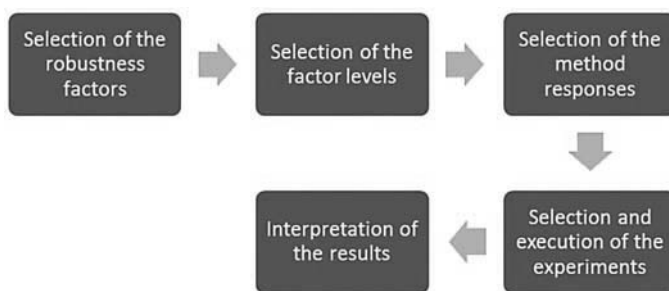 Selection of the
robustness
factors
Selection of the
factor levels
Selection of the
method
responses
Selection and
execution of the
experiments
Interpretation of
the results